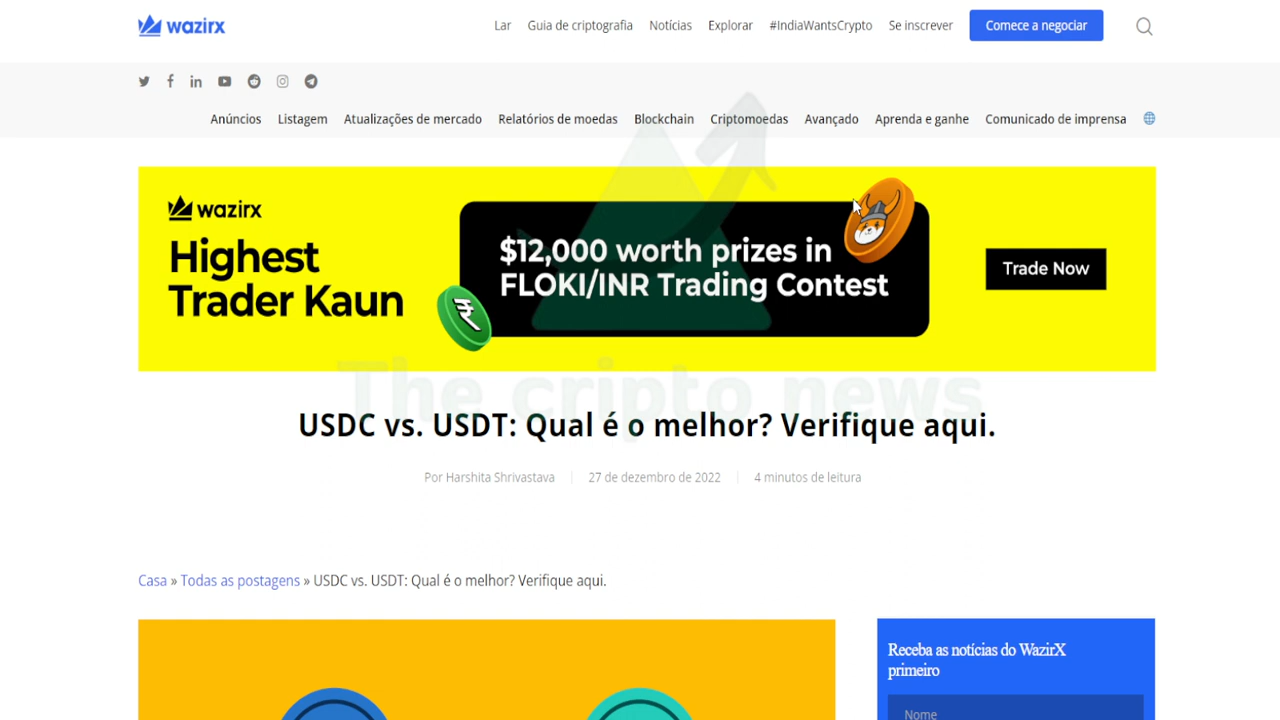 wazirx
Lar Guia de criptografia Notícias Explorar #IndiaWantsCrypto Se inscrever Comece a negociar
Anúncios Listagem Atualizações de mercado Relatórios de moedas Blockchain Criptomoedas Avançado Aprenda e ganhe Comunicado de imprensa
wazirx
Highest
Trader Kaun
$12,000 worth prizes in
FLOKI/INR Trading Contest
Trade Now
The cripto news
USDC vs. USDT: Qual é o melhor? Verifique aqui.
Por Harshita Shrivastava 27 de dezembro de 2022 4 minutos de leitura
Casa » Todas as postagens » USDC vs. USDT: Qual é o melhor? Verifique aqui.
Receba as notícias do WazirX
primeiro
Nome